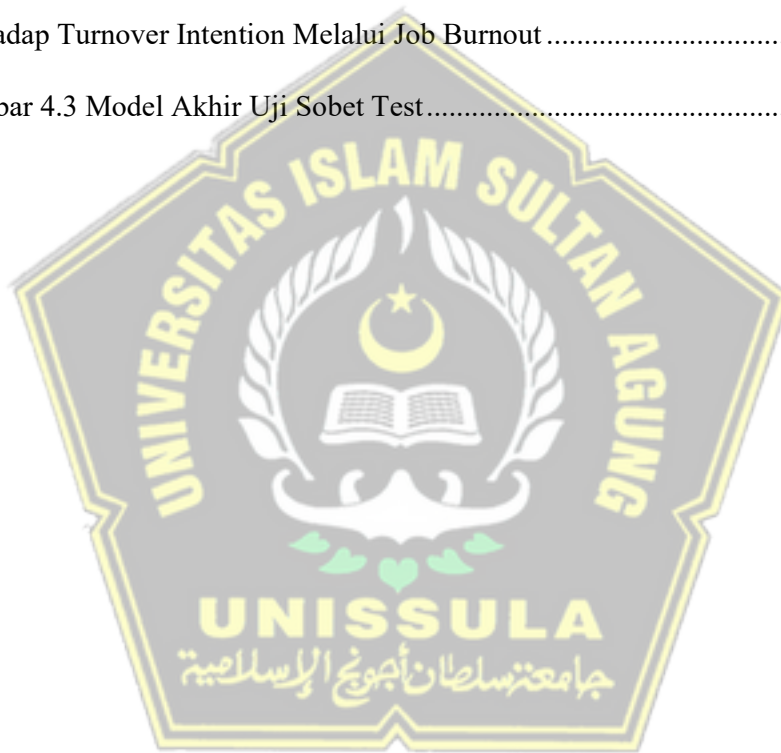 adap Turnover Intention Melalui Job Burnout ...............................
bar 4.3 Model Akhir Uji Sobet Test ..............................................
UNIVERSITAS ISLAM SULTAN AGUNG
UNISSULA
جامعة سلطان أجونج الإسلامية